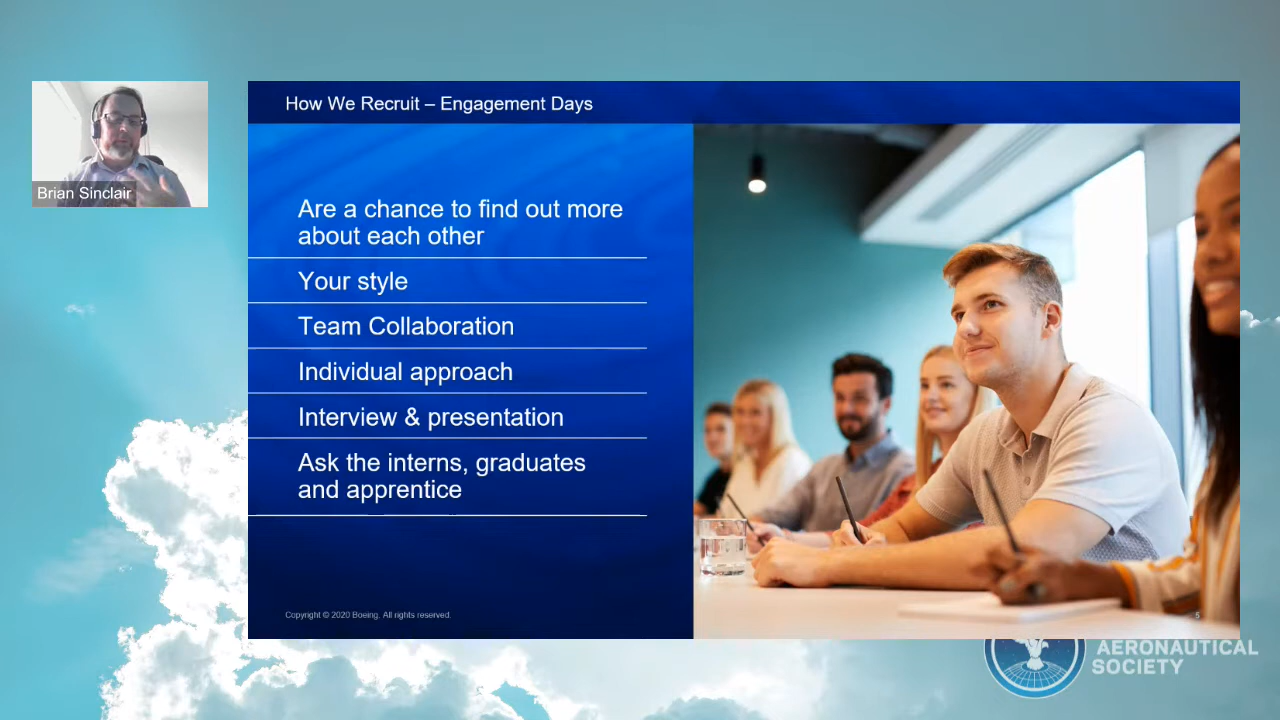 How We Recruit – Engagement Days
Brian Sinclair
Are a chance to find out more
about each other
Your style
Team Collaboration
Individual approach
Interview & presentation
Ask the interns, graduates
and apprentice
Copyright © 2020 Boeing. All rights reserved.
5
AERONAUTICAL
SOCIETY